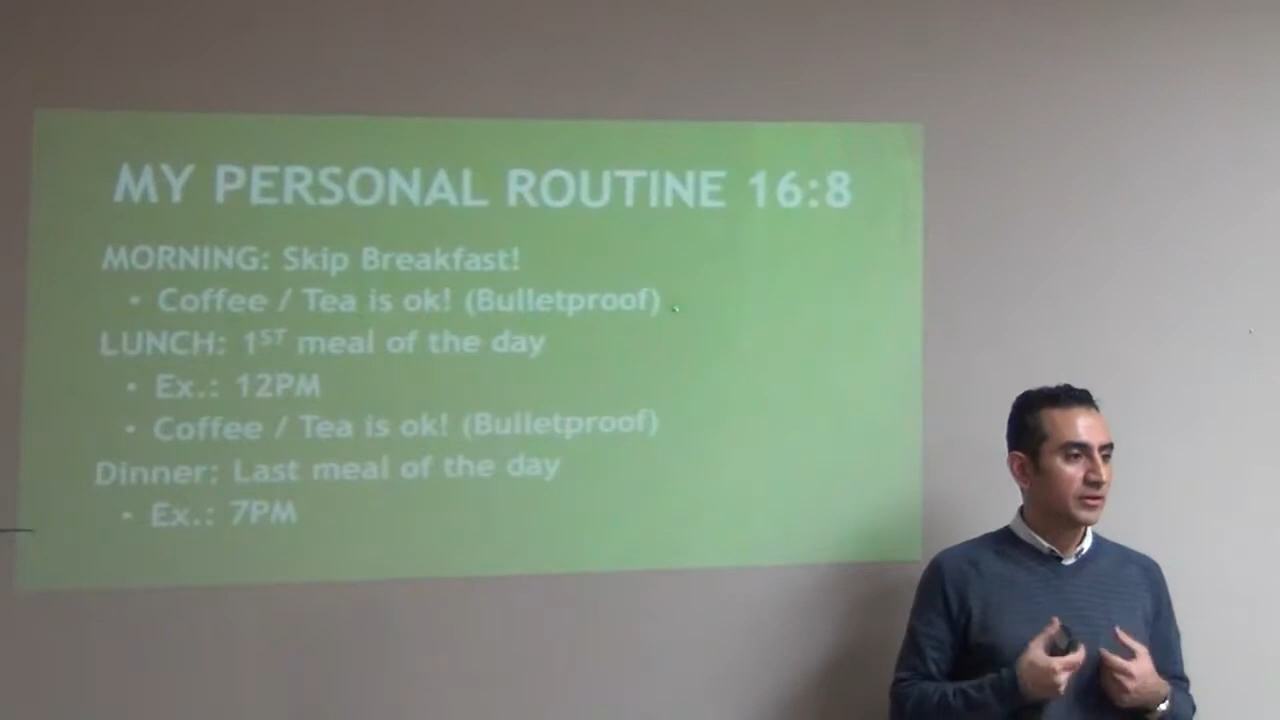 MY PERSONAL ROUTINE 16:8
MORNING: Skip Breakfast!
• Coffee / Tea is ok! (Bulletproof)
LUNCH: 1ST meal of the day
• Ex.: 12PM
• Coffee / Tea is ok! (Bulletproof)
Dinner: Last meal of the day
• Ex.: 7PM